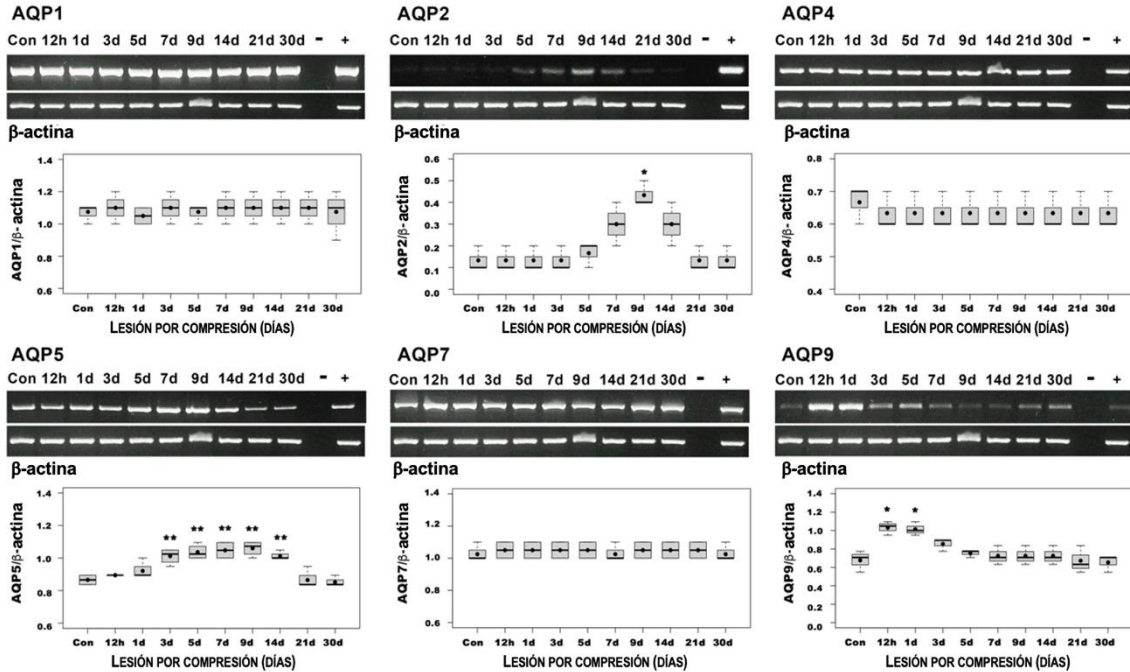 AQP1
Con 12h 1d 3d 5d 7d 9d 14d 21d 30d - +
β-actina
AQP1/β- actina
1.4
1.2
1.0
0.8
0.6
Con 12h 1d 3d 5d 7d 9d 14d 21d 30d
LESIÓN POR COMPRESIÓN (DÍAS)
AQP2
Con 12h 1d 3d 5d 7d 9d 14d 21d 30d - +
β-actina
AQP2/β- actina
0.6
0.5
0.4
0.3
0.2
0.1
0.0
*
Con 12h 1d 3d 5d 7d 9d 14d 21d 30d
LESIÓN POR COMPRESIÓN (DÍAS)
AQP4
Con 12h 1d 3d 5d 7d 9d 14d 21d 30d - +
β-actina
AQP4/β- actina
0.8
0.7
0.6
0.5
0.4
Con 12h 1d 3d 5d 7d 9d 14d 21d 30d
LESIÓN POR COMPRESIÓN (DÍAS)
AQP5
Con 12h 1d 3d 5d 7d 9d 14d 21d 30d - +
β-actina
AQP5/β- actina
1.4
1.2
1.0
0.8
0.6
** ** ** ** **
Con 12h 1d 3d 5d 7d 9d 14d 21d 30d
LESIÓN POR COMPRESIÓN (DÍAS)
AQP7
Con 12h 1d 3d 5d 7d 9d 14d 21d 30d - +
β-actina
AQP7/β- actina
1.4
1.2
1.0
0.8
0.6
Con 12h 1d 3d 5d 7d 9d 14d 21d 30d
LESIÓN POR COMPRESIÓN (DÍAS)
AQP9
Con 12h 1d 3d 5d 7d 9d 14d 21d 30d - +
β-actina
AQP9/β- actina
1.4
1.2
1.0
0.8
0.6
0.4
0.2
0.0
* *
Con 12h 1d 3d 5d 7d 9d 14d 21d 30d
LESIÓN POR COMPRESIÓN (DÍAS)